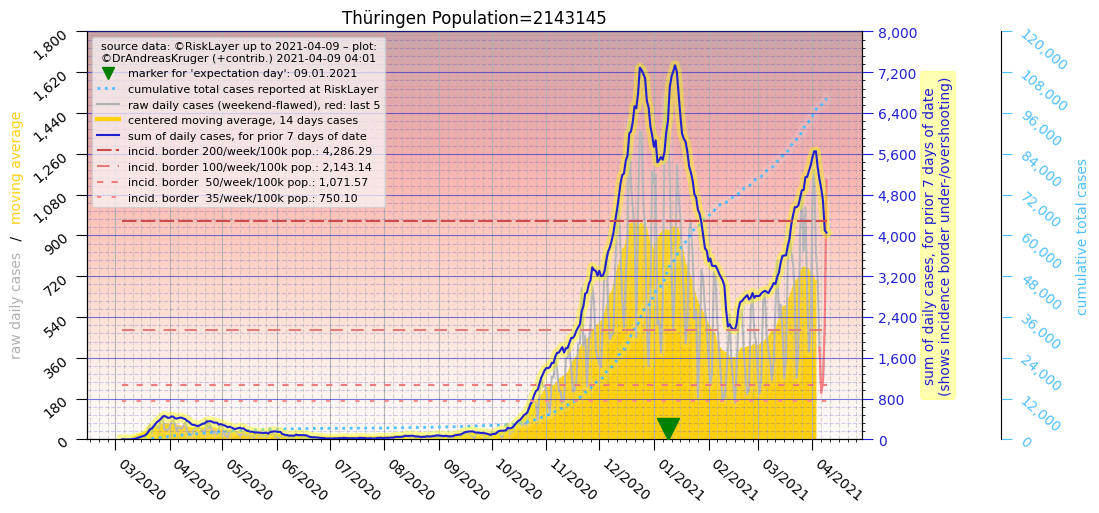 Thüringen Population=2143145
source data: ©RiskLayer up to 2021-04-09 – plot:
©DrAndreasKruger (+contrib.) 2021-04-09 04:01
marker for 'expectation day': 09.01.2021
cumulative total cases reported at RiskLayer
raw daily cases (weekend-flawed), red: last 5
centered moving average, 14 days cases
sum of daily cases, for prior 7 days of date
incid. border 200/week/100k pop.: 4,286.29
incid. border 100/week/100k pop.: 2,143.14
incid. border  50/week/100k pop.: 1,071.57
incid. border  35/week/100k pop.: 750.10
raw daily cases / moving average
1,800
1,620
1,440
1,260
1,080
900
720
540
360
180
0
03/2020
04/2020
05/2020
06/2020
07/2020
08/2020
09/2020
10/2020
11/2020
12/2020
01/2021
02/2021
03/2021
04/2021
8,000
7,200
6,400
5,600
4,800
4,000
3,200
2,400
1,600
800
0
sum of daily cases, for prior 7 days of date
(shows incidence border under-/overshooting)
120,000
108,000
96,000
84,000
72,000
60,000
48,000
36,000
24,000
12,000
0
cumulative total cases